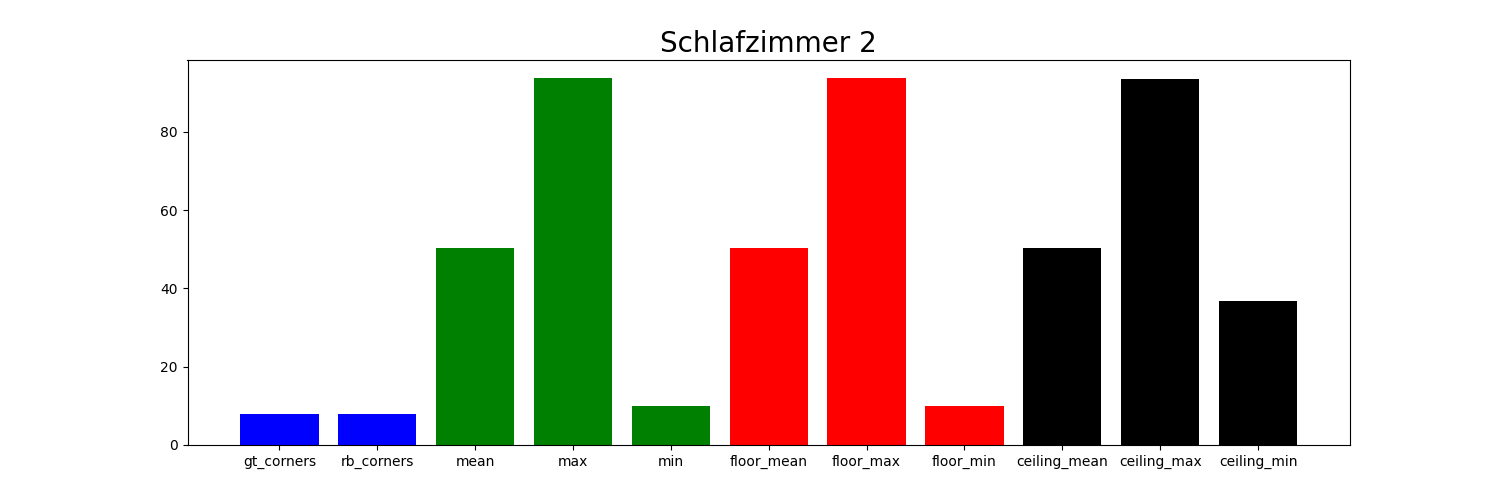 Schlafzimmer 2
80
60
40
20
0
gt_corners rb_corners mean max min floor_mean floor_max floor_min ceiling_mean ceiling_max ceiling_min